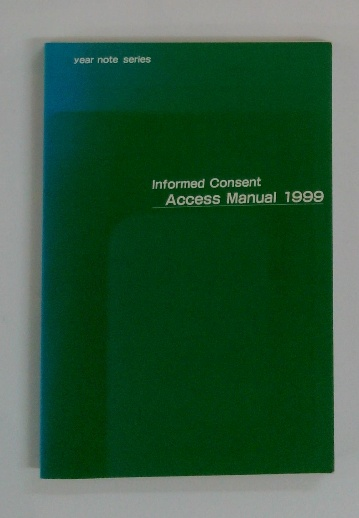 year note series
Informed Consent
Access Manual 1999